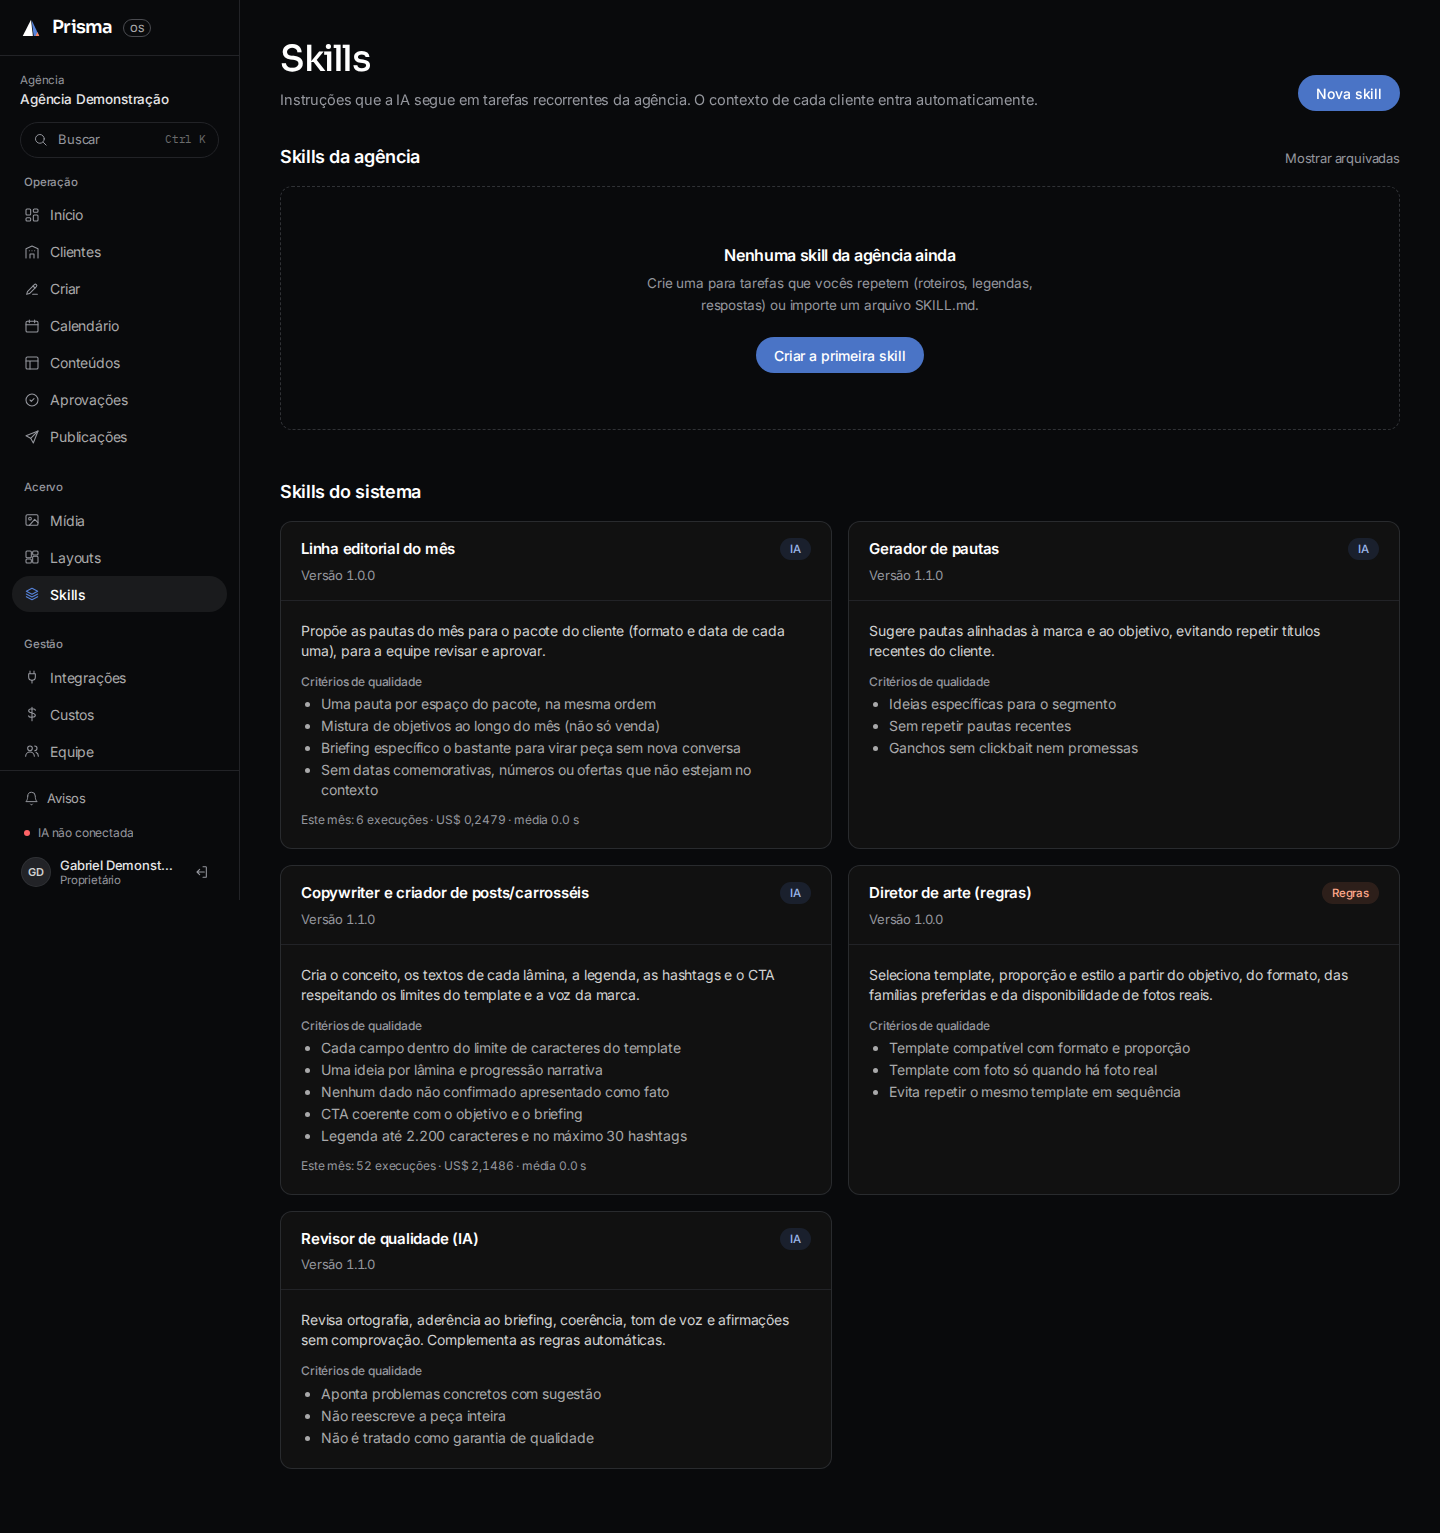 Prisma OS
Agência
Agência Demonstração
Buscar Ctrl K
Operação
Início
Clientes
Criar
Calendário
Conteúdos
Aprovações
Publicações
Acervo
Mídia
Layouts
Skills
Gestão
Integrações
Custos
Equipe
Avisos
IA não conectada
GD
Gabriel Demonst...
Proprietário
Skills
Instruções que a IA segue em tarefas recorrentes da agência. O contexto de cada cliente entra automaticamente.
Nova skill
Skills da agência
Mostrar arquivadas
Nenhuma skill da agência ainda
Crie uma para tarefas que vocês repetem (roteiros, legendas,
respostas) ou importe um arquivo SKILL.md.
Criar a primeira skill
Skills do sistema
Linha editorial do mês
IA
Versão 1.0.0
Propõe as pautas do mês para o pacote do cliente (formato e data de cada
uma), para a equipe revisar e aprovar.
Critérios de qualidade
Uma pauta por espaço do pacote, na mesma ordem
Mistura de objetivos ao longo do mês (não só venda)
Briefing específico o bastante para virar peça sem nova conversa
Sem datas comemorativas, números ou ofertas que não estejam no
contexto
Este mês: 6 execuções · US$ 0,2479 · média 0.0 s
Gerador de pautas
IA
Versão 1.1.0
Sugere pautas alinhadas à marca e ao objetivo, evitando repetir títulos
recentes do cliente.
Critérios de qualidade
Ideias específicas para o segmento
Sem repetir pautas recentes
Ganchos sem clickbait nem promessas
Copywriter e criador de posts/carrosséis
IA
Versão 1.1.0
Cria o conceito, os textos de cada lâmina, a legenda, as hashtags e o CTA
respeitando os limites do template e a voz da marca.
Critérios de qualidade
Cada campo dentro do limite de caracteres do template
Uma ideia por lâmina e progressão narrativa
Nenhum dado não confirmado apresentado como fato
CTA coerente com o objetivo e o briefing
Legenda até 2.200 caracteres e no máximo 30 hashtags
Este mês: 52 execuções · US$ 2,1486 · média 0.0 s
Diretor de arte (regras)
Regras
Versão 1.0.0
Seleciona template, proporção e estilo a partir do objetivo, do formato, das
famílias preferidas e da disponibilidade de fotos reais.
Critérios de qualidade
Template compatível com formato e proporção
Template com foto só quando há foto real
Evita repetir o mesmo template em sequência
Revisor de qualidade (IA)
IA
Versão 1.1.0
Revisa ortografia, aderência ao briefing, coerência, tom de voz e afirmações
sem comprovação. Complementa as regras automáticas.
Critérios de qualidade
Aponta problemas concretos com sugestão
Não reescreve a peça inteira
Não é tratado como garantia de qualidade